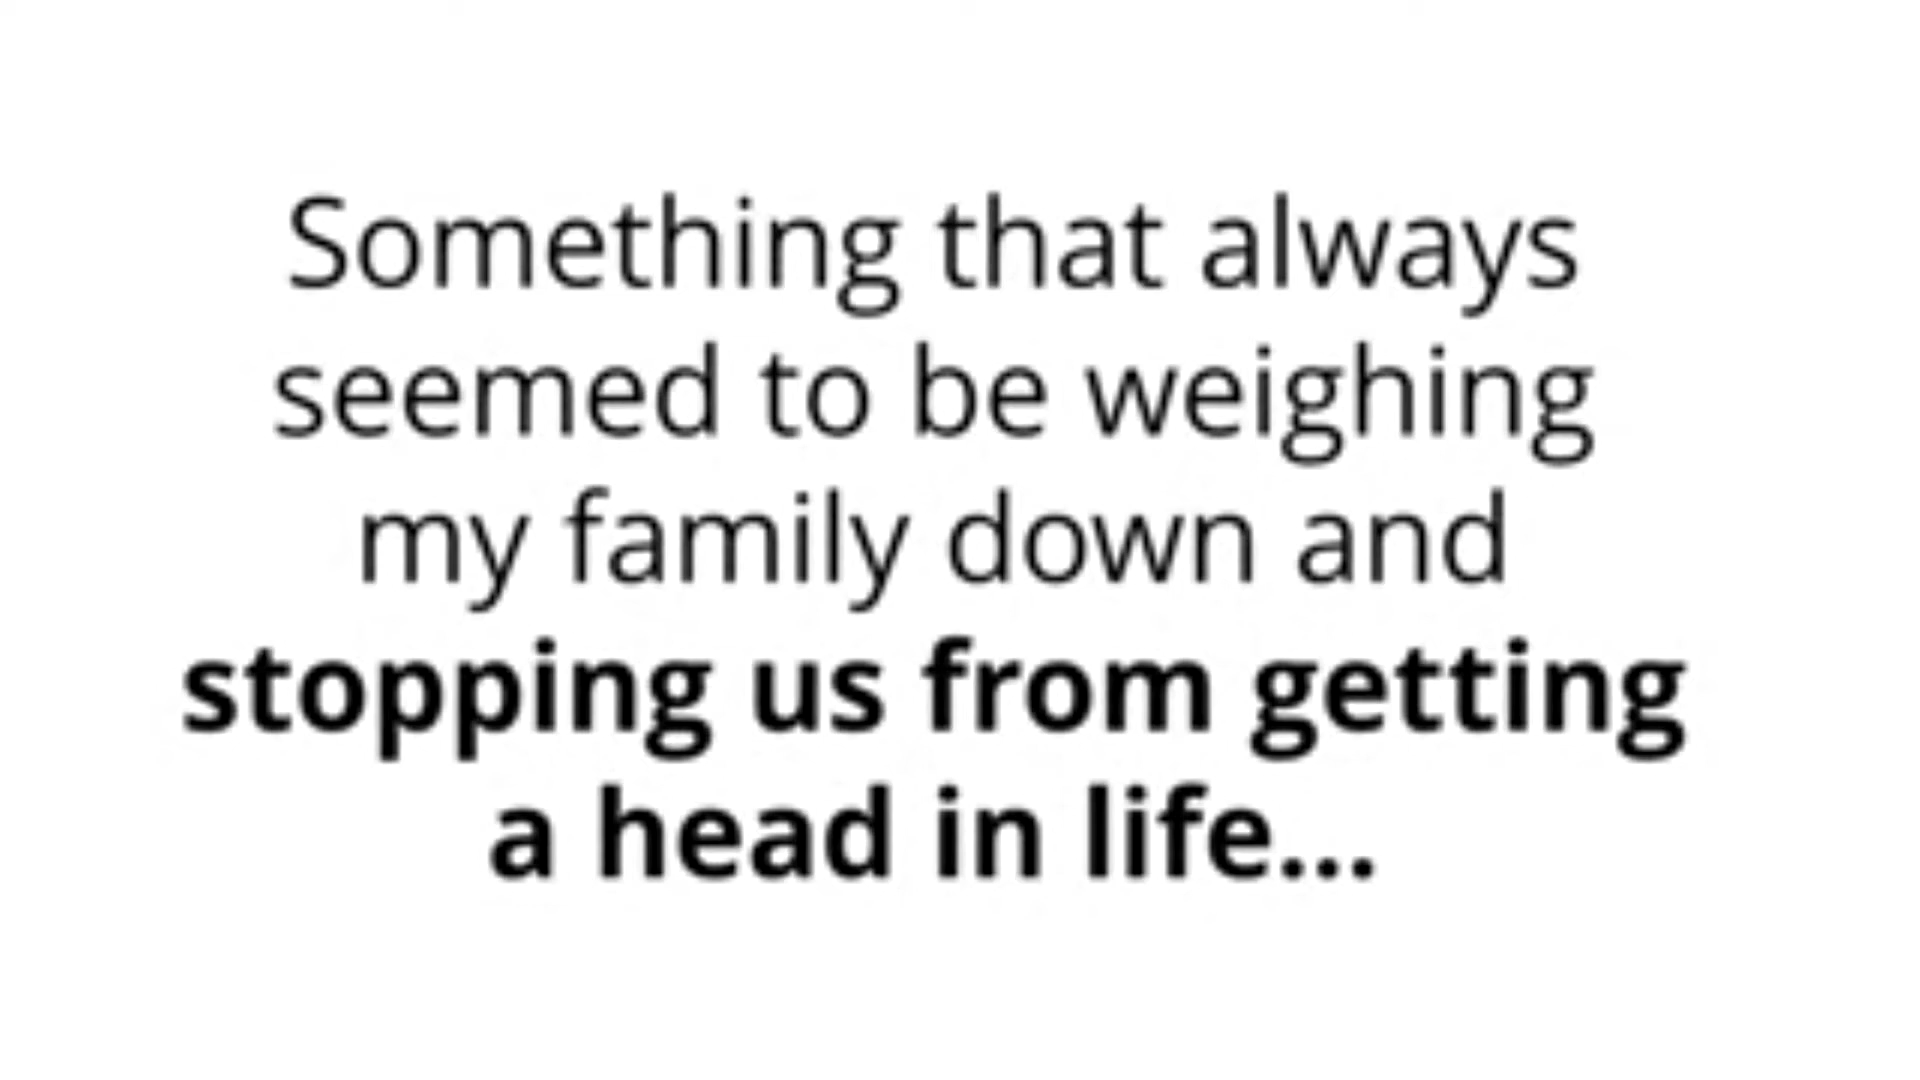 Something that always
seemed to be weighing
my family down and
stopping us from getting
a head in life...